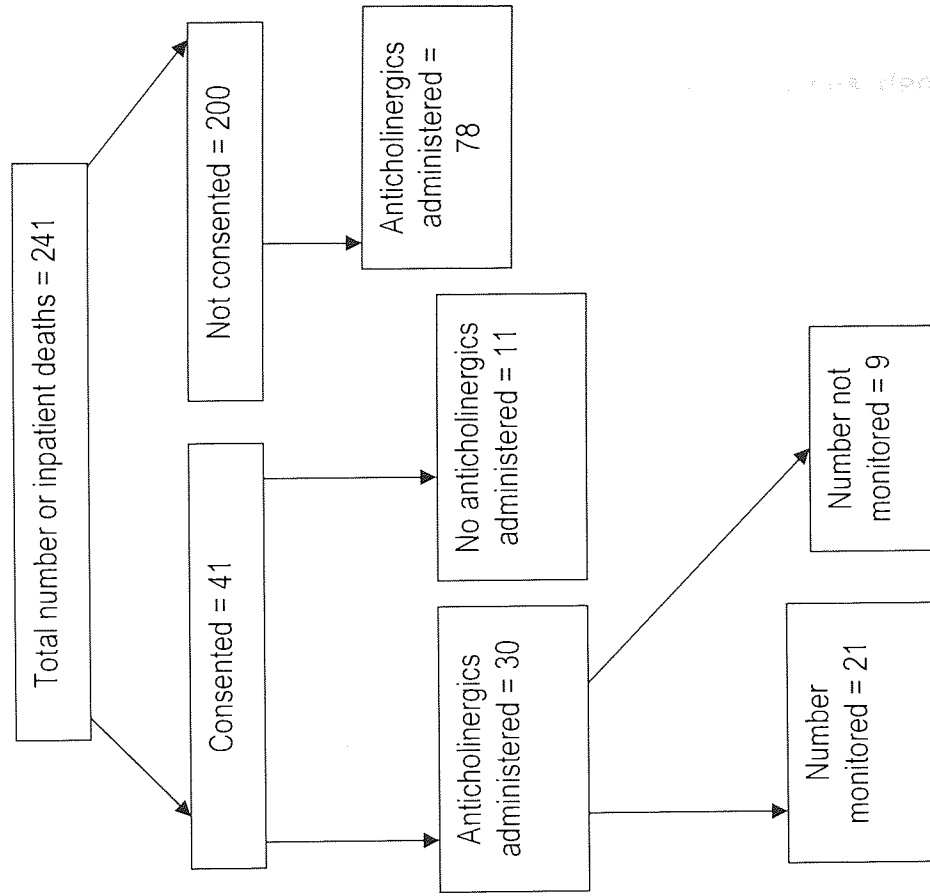 Total number or inpatient deaths = 241
Consented = 41
Not consented = 200
Anticholinergics
administered = 30
No anticholinergics
administered = 11
Anticholinergics
administered =
78
Number
monitored = 21
Number not
monitored = 9